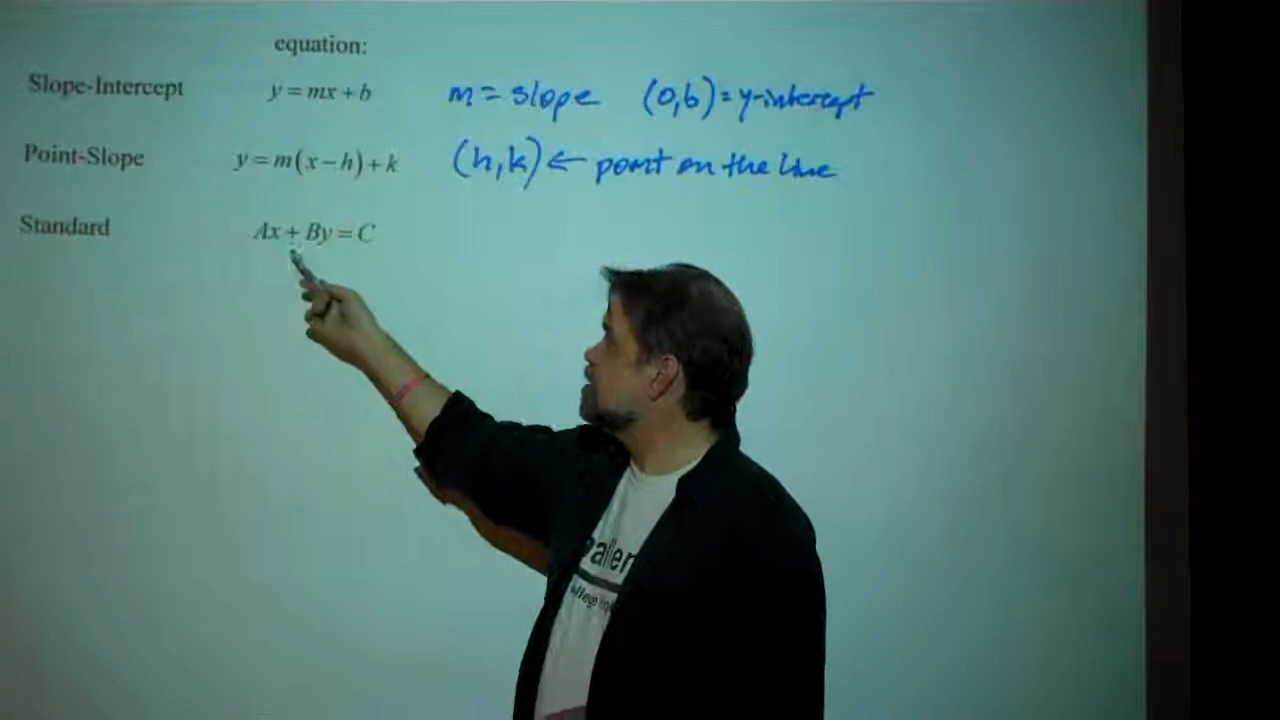 equation:
Slope-Intercept y = mx + b m = slope (0,b) = y-intercept
Point-Slope y = m(x − h) + k (h,k) ← point on the line
Standard Ax + By = C